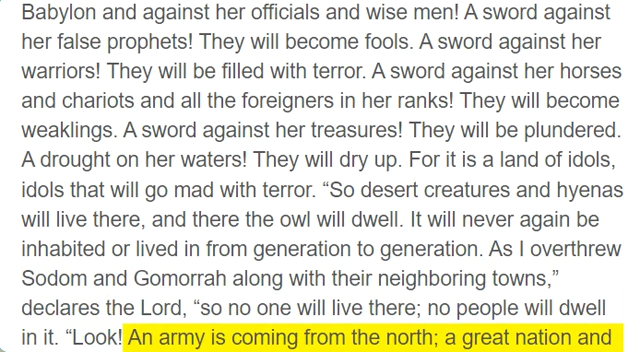 Babylon and against her officials and wise men! A sword against
her false prophets! They will become fools. A sword against her
warriors! They will be filled with terror. A sword against her horses
and chariots and all the foreigners in her ranks! They will become
weaklings. A sword against her treasures! They will be plundered.
A drought on her waters! They will dry up. For it is a land of idols,
idols that will go mad with terror. “So desert creatures and hyenas
will live there, and there the owl will dwell. It will never again be
inhabited or lived in from generation to generation. As I overthrew
Sodom and Gomorrah along with their neighboring towns,”
declares the Lord, “so no one will live there; no people will dwell
in it. “Look! An army is coming from the north; a great nation and